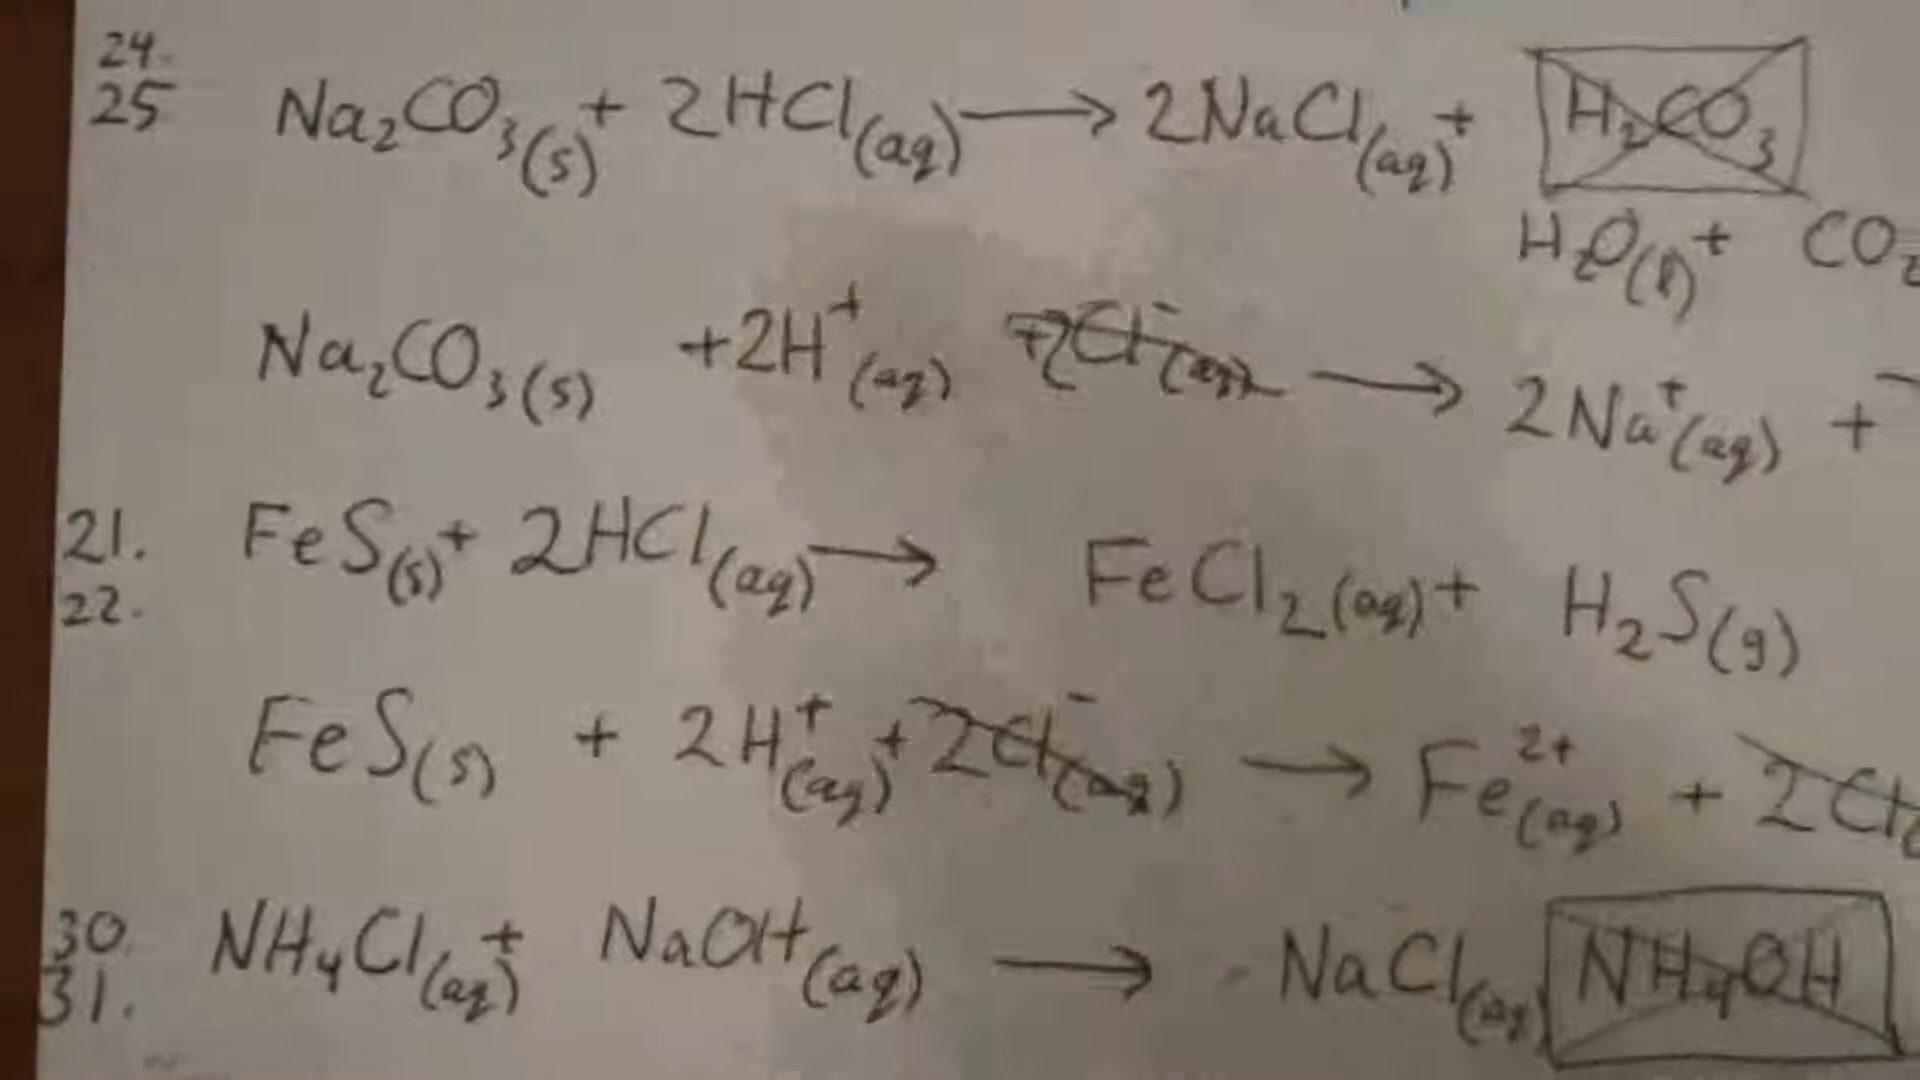 24.
25 Na₂CO₃(s) + 2HCl(aq) → 2NaCl(aq) + H₂CO₃
H₂O(l) + CO₂
Na₂CO₃(s) + 2H⁺(aq) + 2Cl⁻(aq) → 2Na⁺(aq) +
21. FeS(s) + 2HCl(aq) → FeCl₂(aq) + H₂S(g)
22.
FeS(s) + 2H⁺(aq) + 2Cl⁻(aq) → Fe²⁺(aq) + 2Cl
30. NH₄Cl(aq) + NaOH(aq) → NaCl(aq) NH₄OH
31.